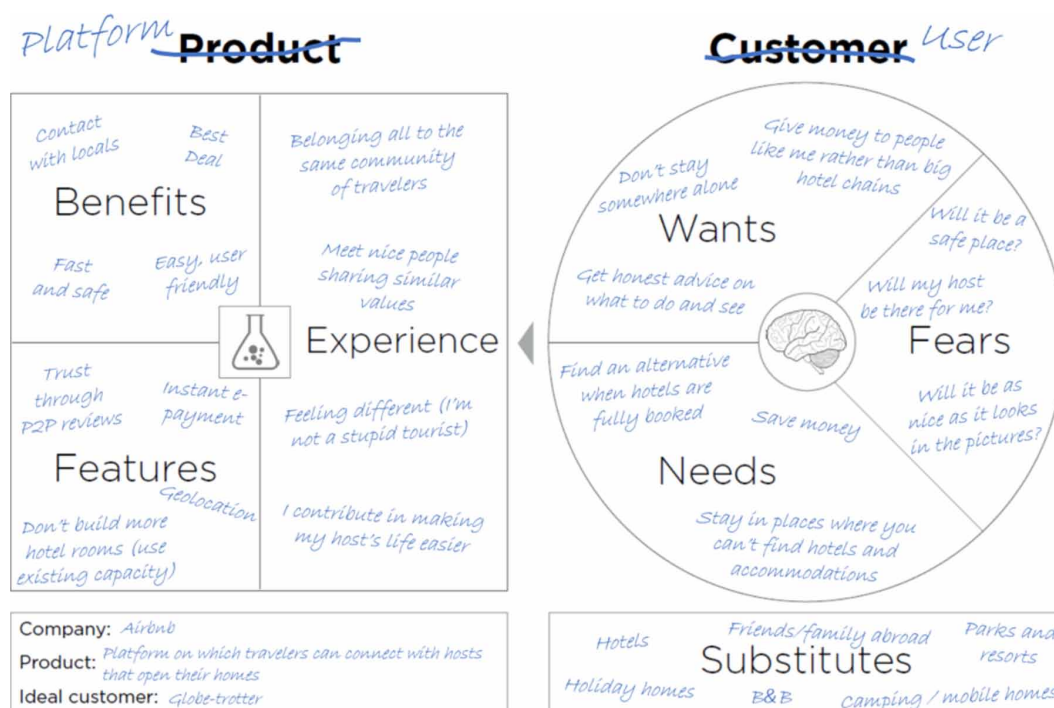 Platform Product
Customer User
Contact
with locals
Best
Deal
Benefits
Fast
and safe
Easy, user
friendly
Belonging all to the
same community
of travelers
Meet nice people
sharing similar
values
Experience
Feeling different (I'm
not a stupid tourist)
I contribute in making
my host's life easier
Trust
through
P2P reviews
Instant e-
payment
Features
Geolocation
Don't build more
hotel rooms (use
existing capacity)
Give money to people
like me rather than big
hotel chains
Don't stay
somewhere alone
Wants
Get honest advice on
what to do and see
Will it be a
safe place?
Will my host
be there for me?
Fears
Will it be as
nice as it looks
in the pictures?
Find an alternative
when hotels are
fully booked
Save money
Needs
Stay in places where you
can't find hotels and
accommodations
Company: Airbnb
Product: Platform on which travelers can connect with hosts
that open their homes
Ideal customer: Globe-trotter
Hotels
Friends/family abroad
Parks and
resorts
Substitutes
Holiday homes
B&B
Camping / mobile homes